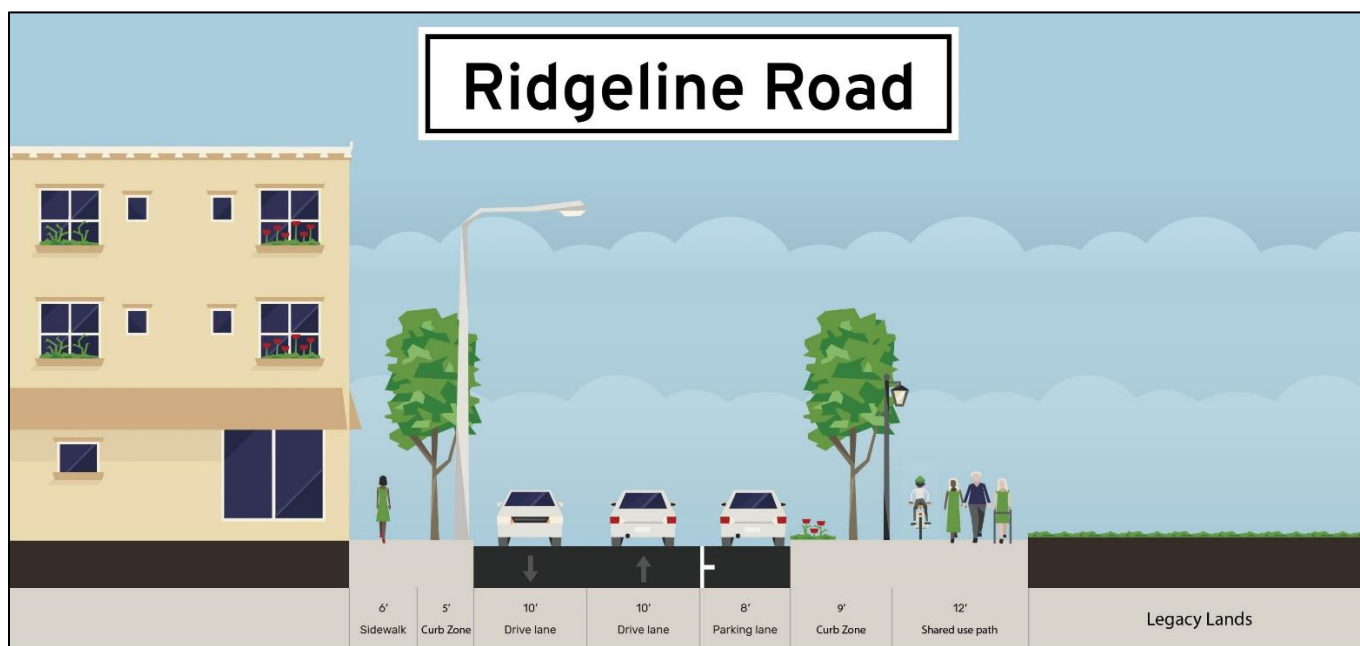 Ridgeline Road
6' 5' 10' 10' 8' 9' 12'
Sidewalk Curb Zone Drive lane Drive lane Parking lane Curb Zone Shared use path
Legacy Lands